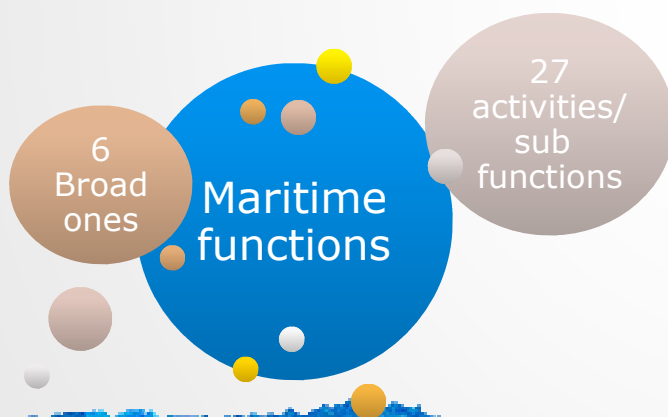 6
Broad
ones
Maritime
functions
27
activities/
sub
functions